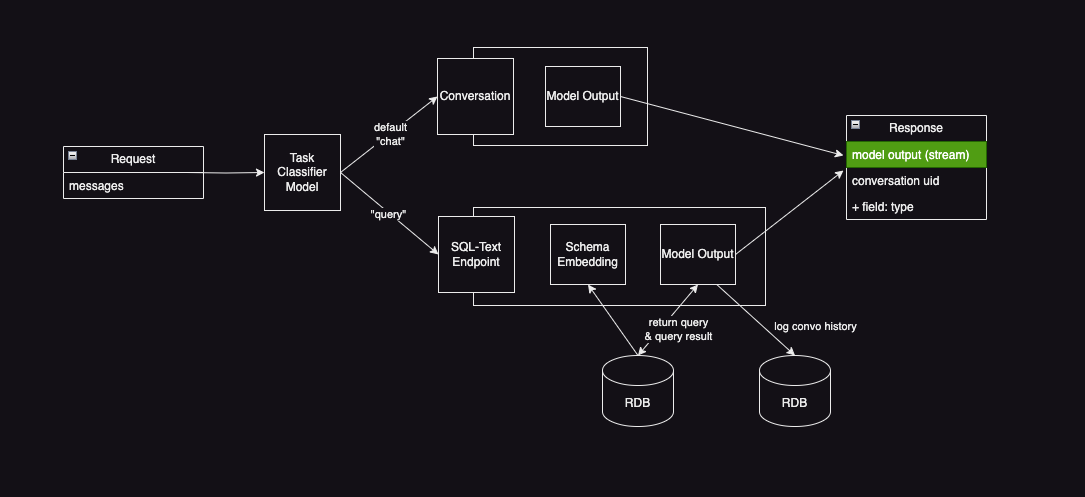 Request
messages
Task
Classifier
Model
default
"chat"
"query"
Conversation
Model Output
SQL-Text
Endpoint
Schema
Embedding
Model Output
return query
& query result
log convo history
RDB
RDB
Response
model output (stream)
conversation uid
+ field: type